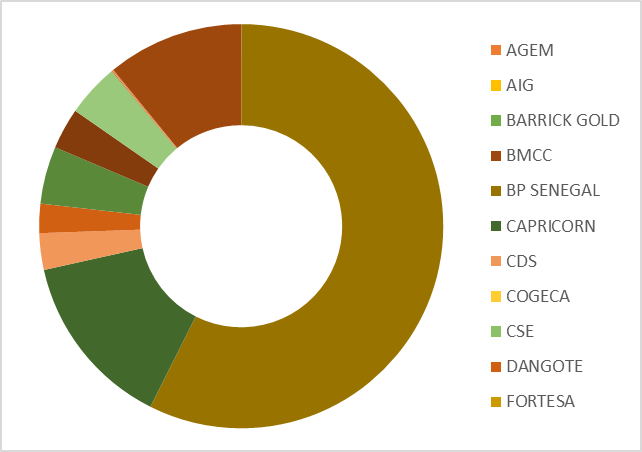 AGEM
AIG
BARRICK GOLD
BMCC
BP SENEGAL
CAPRICORN
CDS
COGECA
CSE
DANGOTE
FORTESA